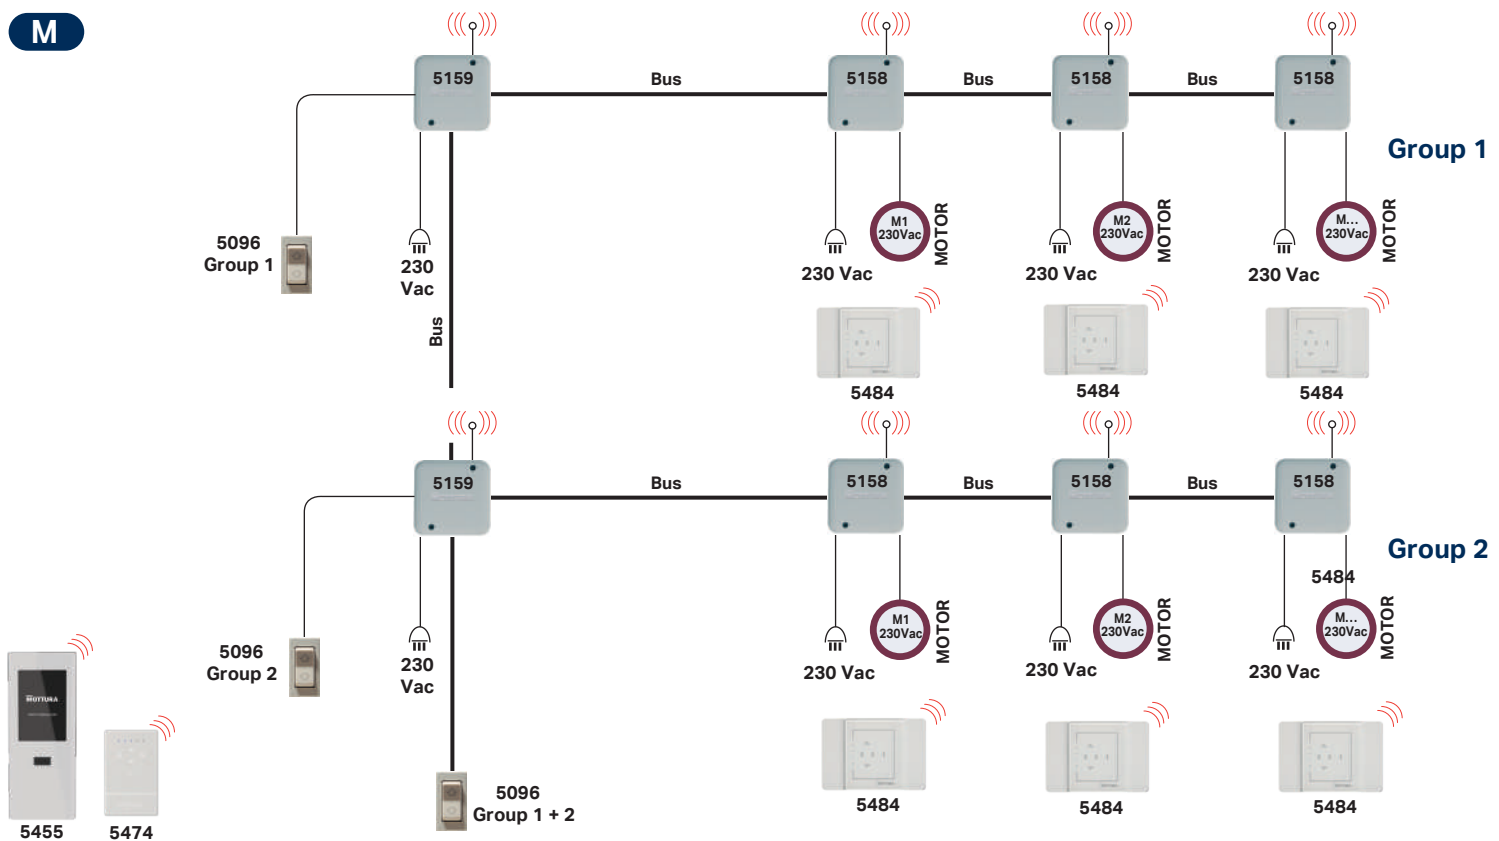 M
5159
Bus
5158
Bus
5158
Bus
5158
Group 1
5096
Group 1
230
Vac
Bus
M1
230Vac
MOTOR
230 Vac
M2
230Vac
MOTOR
230 Vac
M...
230Vac
MOTOR
230 Vac
5484
5484
5484
5159
Bus
5158
Bus
5158
Bus
5158
Group 2
5484
5096
Group 2
230
Vac
M1
230Vac
MOTOR
230 Vac
M2
230Vac
MOTOR
230 Vac
M...
230Vac
MOTOR
230 Vac
MOTTURA
5484
5484
5484
5096
Group 1 + 2
5455
5474